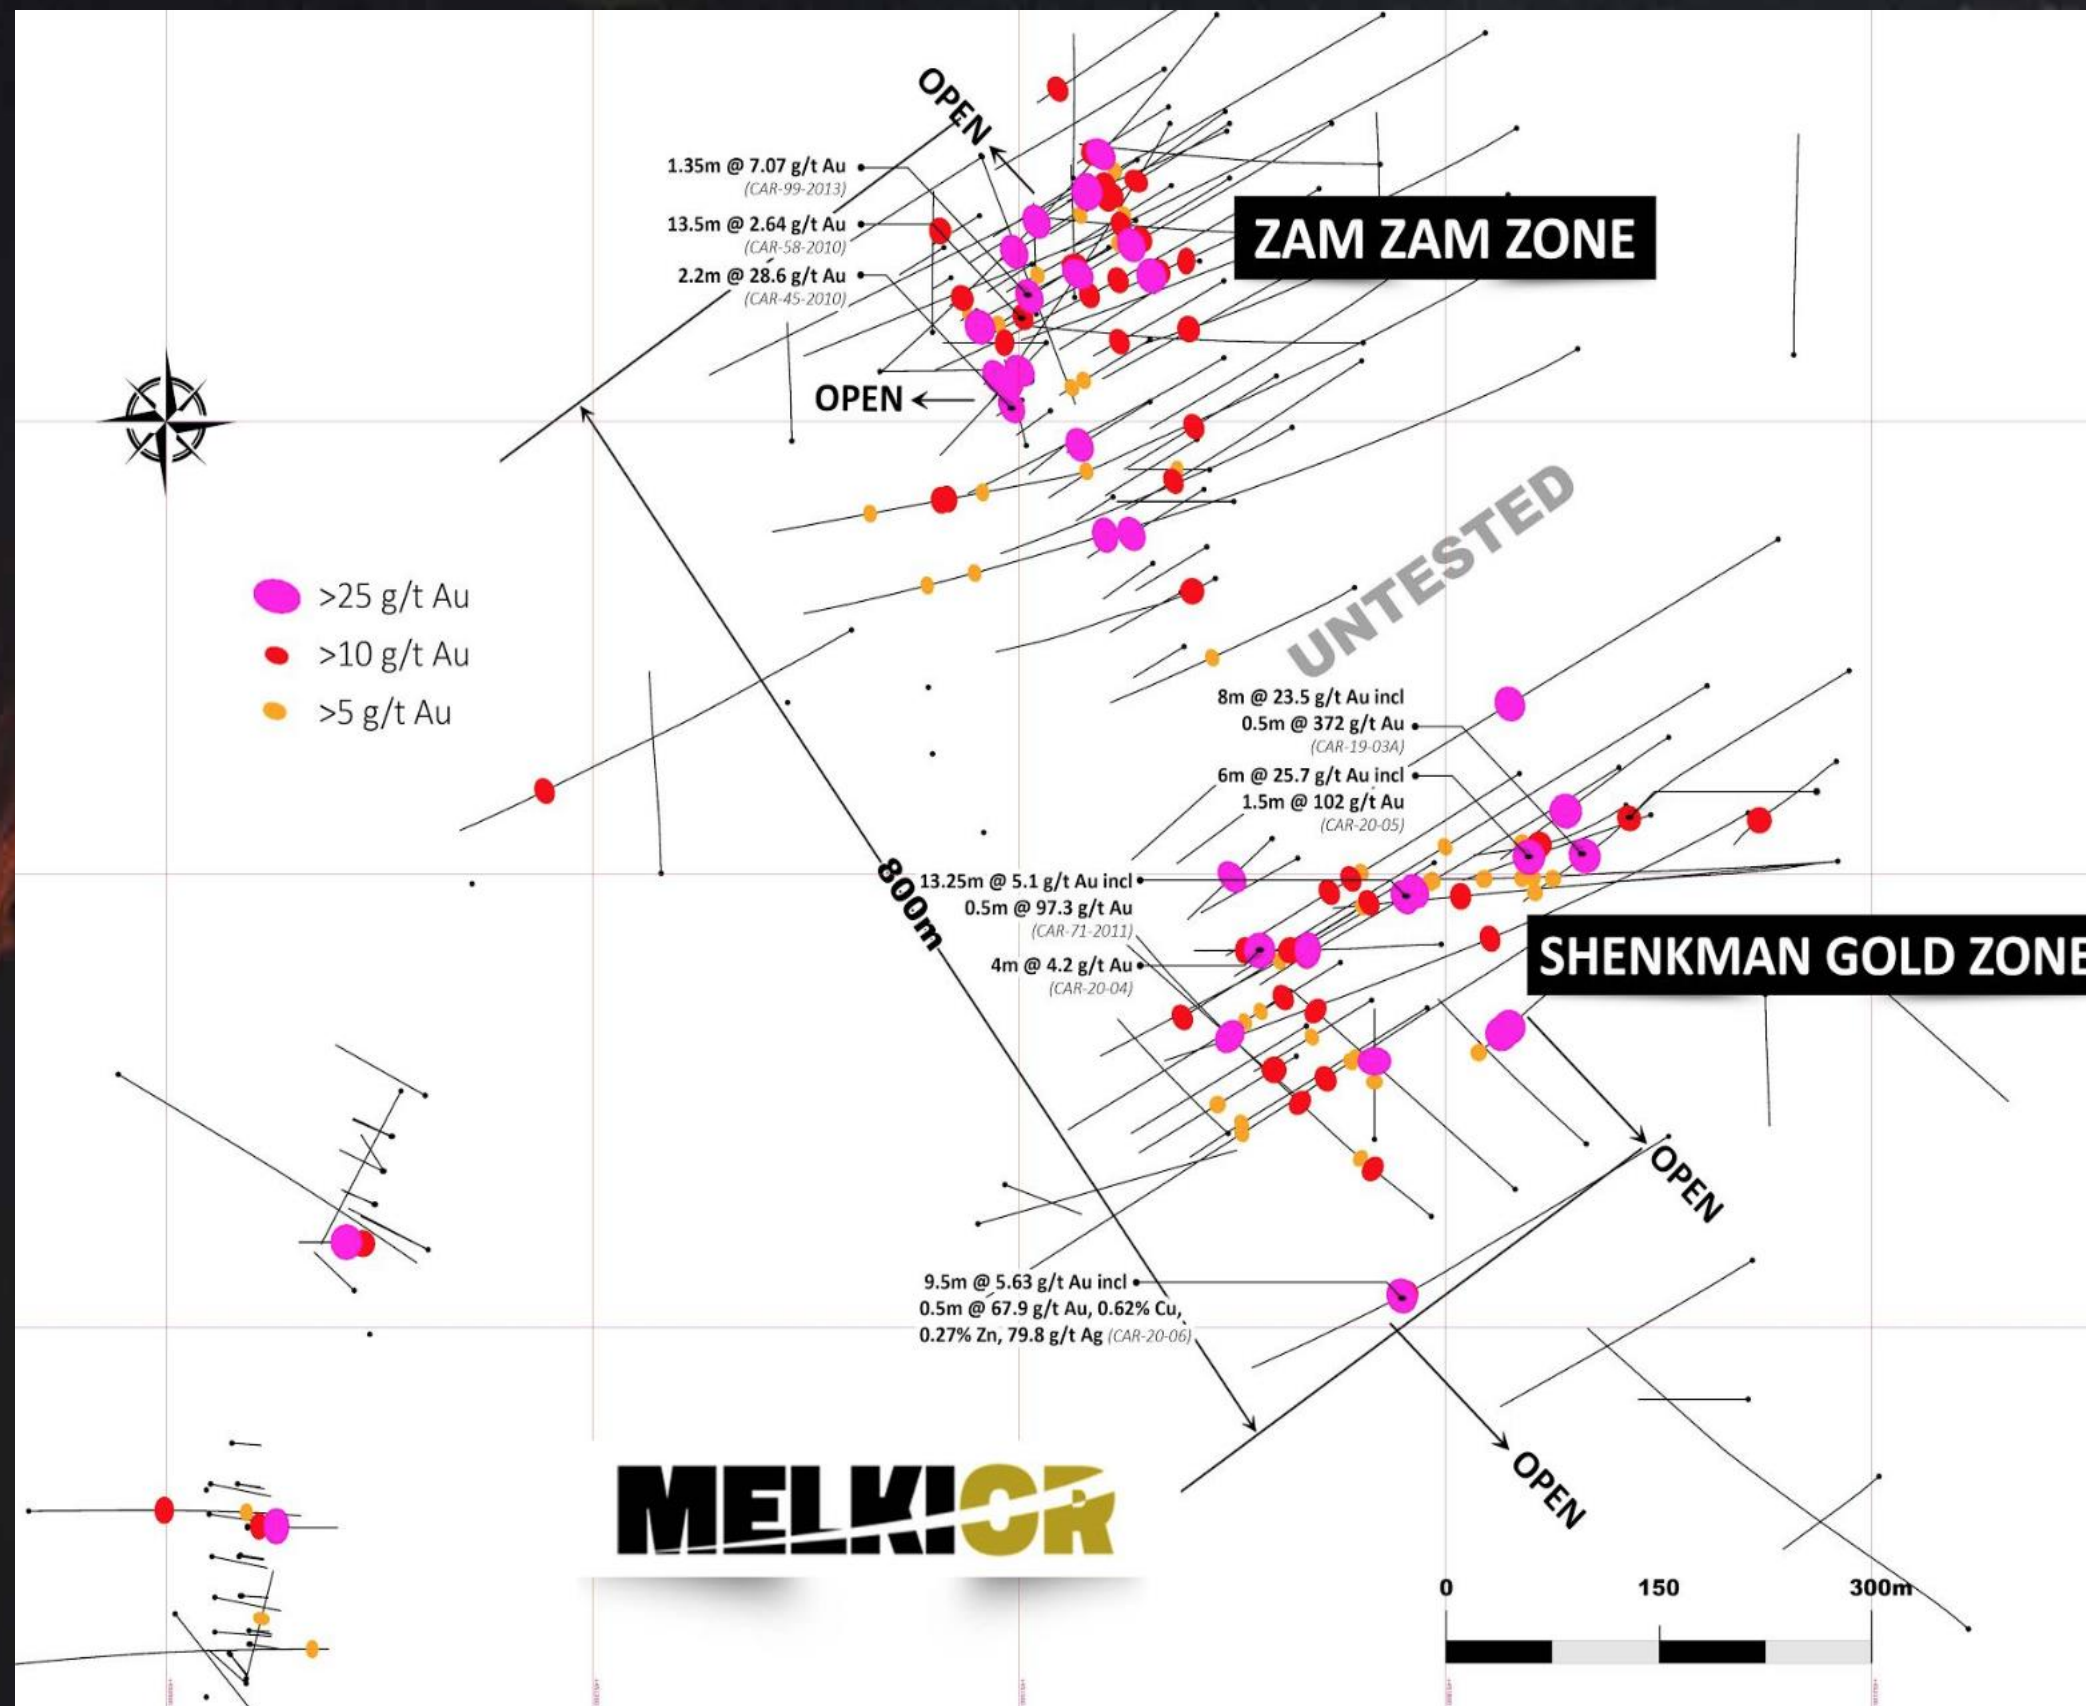 OPEN
1.35m @ 7.07 g/t Au
(CAR-99-2013)
13.5m @ 2.64 g/t Au
(CAR-58-2010)
2.2m @ 28.6 g/t Au
(CAR-45-2010)
ZAM ZAM ZONE
OPEN
UNTESTED
>25 g/t Au
>10 g/t Au
>5 g/t Au
8m @ 23.5 g/t Au incl
0.5m @ 372 g/t Au
(CAR-19-03A)
6m @ 25.7 g/t Au incl
1.5m @ 102 g/t Au
(CAR-20-05)
800m
13.25m @ 5.1 g/t Au incl
0.5m @ 97.3 g/t Au
(CAR-71-2011)
4m @ 4.2 g/t Au
(CAR-20-04)
SHENKMAN GOLD ZONE
OPEN
9.5m @ 5.63 g/t Au incl
0.5m @ 67.9 g/t Au, 0.62% Cu,
0.27% Zn, 79.8 g/t Ag (CAR-20-06)
OPEN
MELKIOR
0 150 300m